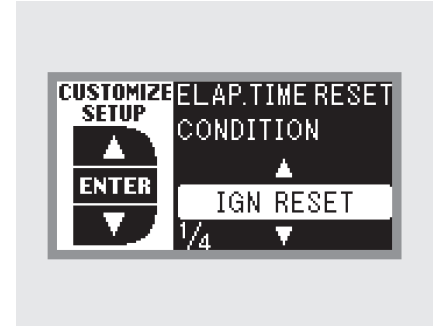 CUSTOMIZE
SETUP
ENTER
ELAP.TIME RESET
CONDITION
IGN RESET
1/4